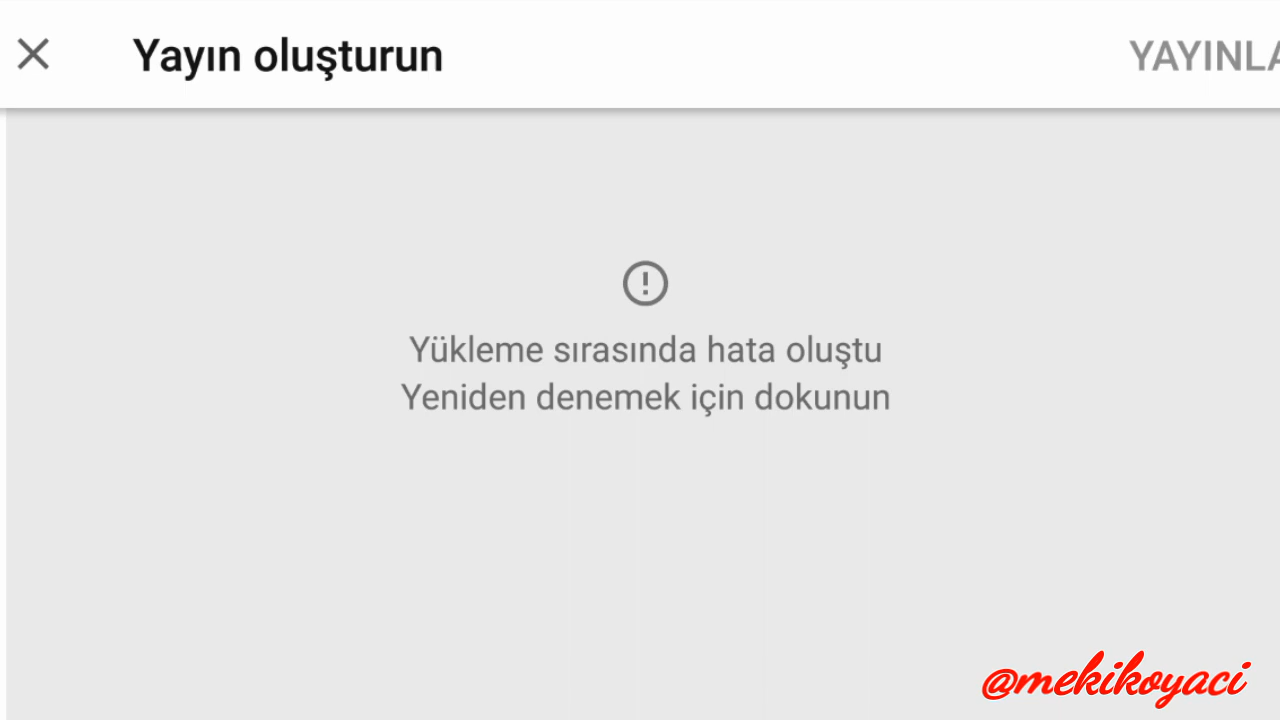 Yayın oluşturun
YAYINLA
Yükleme sırasında hata oluştu
Yeniden denemek için dokunun
@mekikoyaci